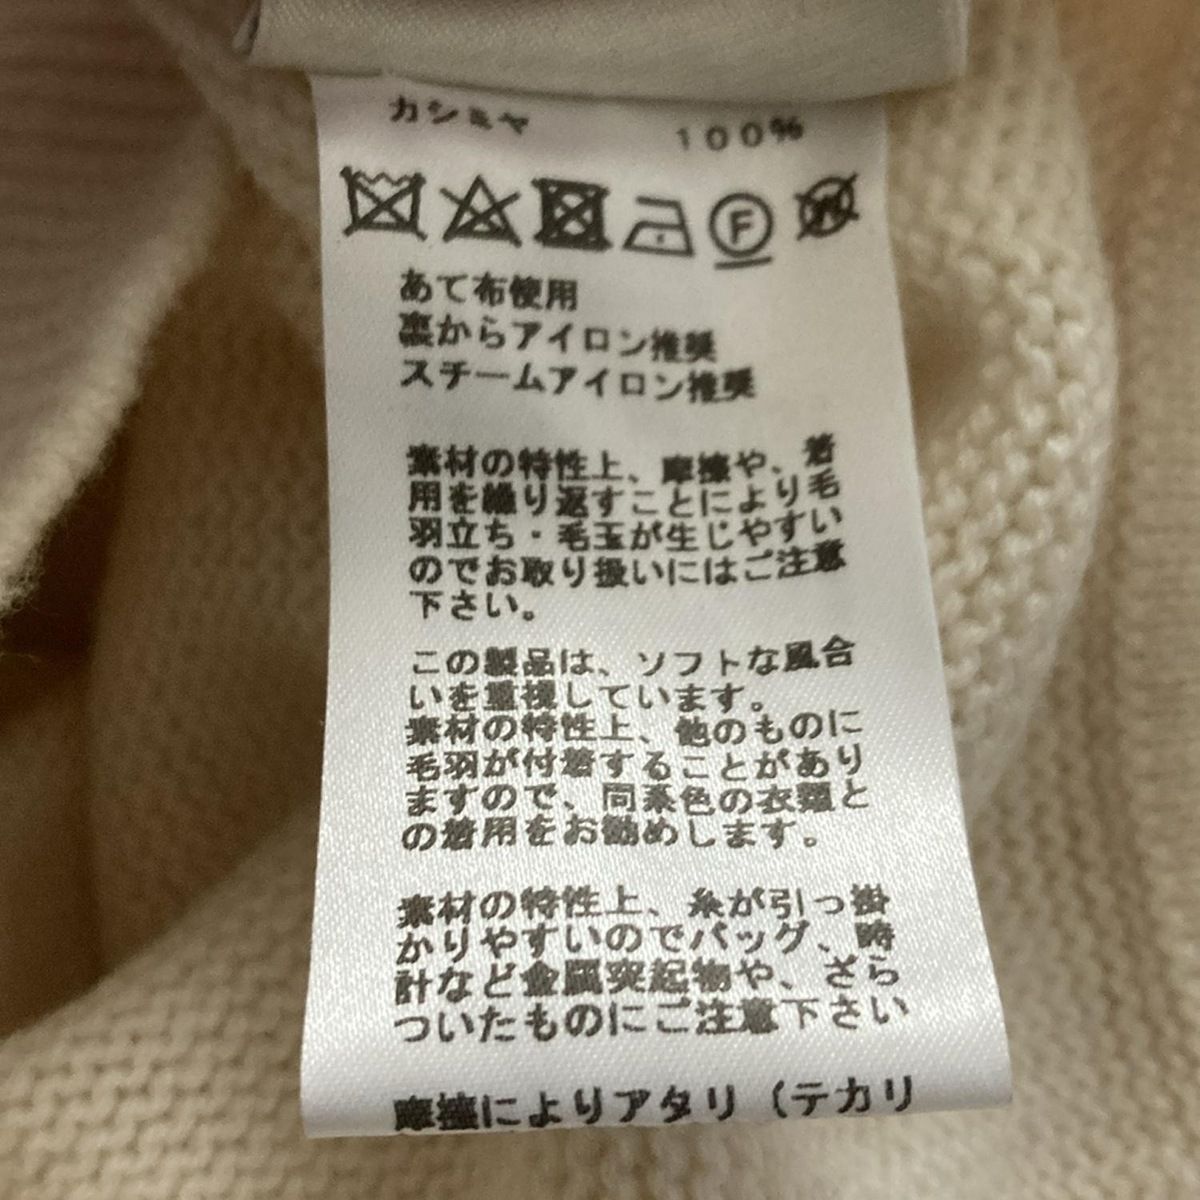 カシミヤ 100%
F
W
あて布使用
裏からアイロン推奨
スチームアイロン推奨
素材の特性上、摩擦や、着
用を繰り返すことにより毛
羽立ち・毛玉が生じやすい
のでお取り扱いにはご注意
下さい。
この製品は、ソフトな風合
いを重視しています。
素材の特性上、他のものに
毛羽が付着することがあり
ますので、同系色の衣類と
の着用をお勧めします。
素材の特性上、糸が引っ掛
かりやすいのでバッグ、時
計など金属突起物や、ざら
ついたものにご注意下さい
摩擦によりアタリ（テカリ